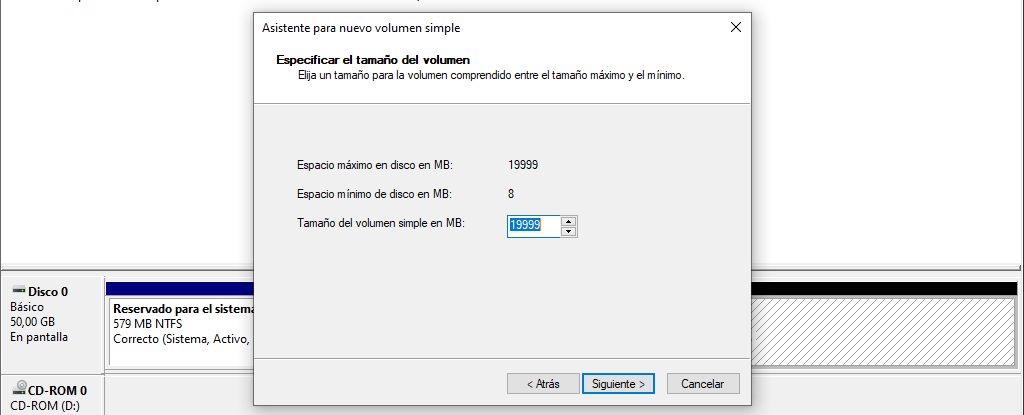 Asistente para nuevo volumen simple
Especificar el tamaño del volumen
Elija un tamaño para la volumen comprendido entre el tamaño máximo y el mínimo.
Espacio máximo en disco en MB: 19999
Espacio mínimo de disco en MB: 8
Tamaño del volumen simple en MB: 19999
< Atrás Siguiente > Cancelar
Disco 0
Básico
50,00 GB
En pantalla
Reservado para el sistema
579 MB NTFS
Correcto (Sistema, Activo,
CD-ROM 0
CD-ROM (D:)